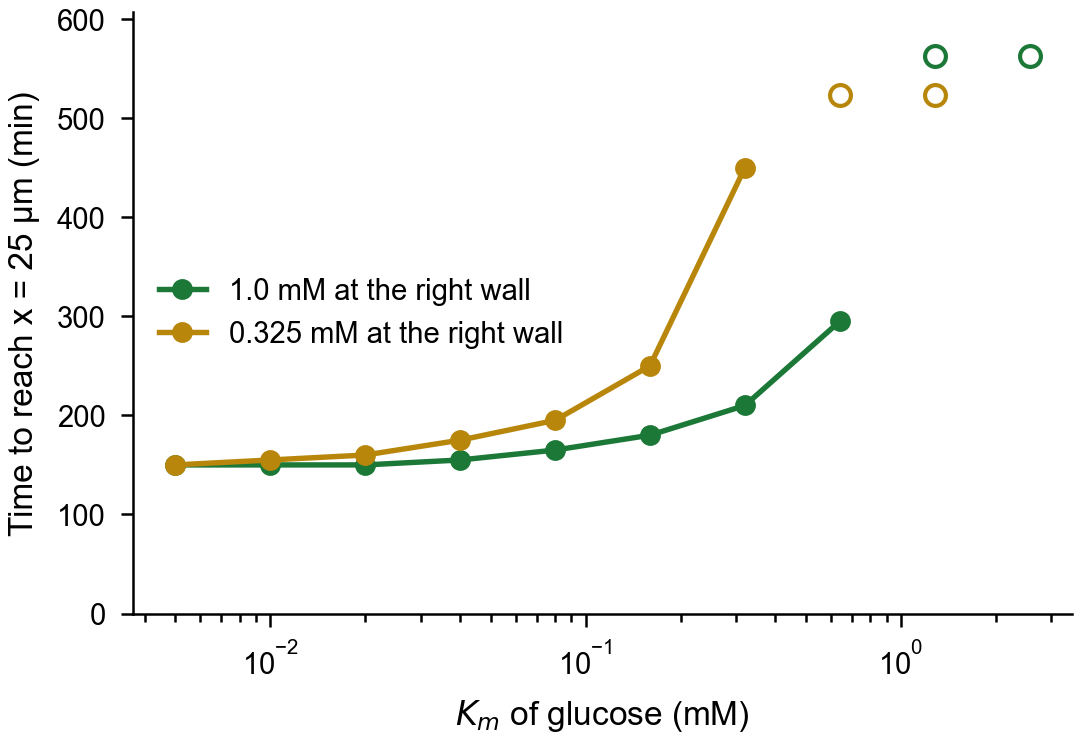 Time to reach x = 25 μm (min)
600
500
400
300
200
100
0
1.0 mM at the right wall
0.325 mM at the right wall
10⁻²
10⁻¹
10⁰
Kₘ of glucose (mM)